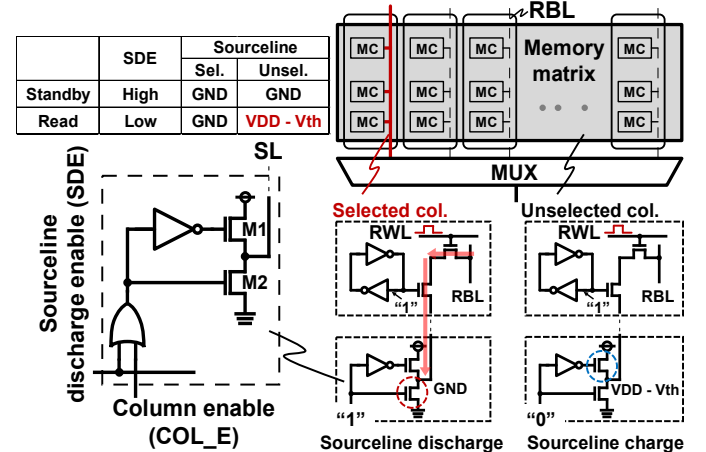 RBL
SDE
Sourceline
Sel.
Unsel.
Standby
High
GND
GND
Read
Low
GND
VDD - Vth
MC
MC
MC
MC
Memory
matrix
MC
MC
MC
MC
MC
MC
MC
MC
MUX
SL
Sourceline
discharge enable (SDE)
M1
M2
Column enable
(COL_E)
Selected col.
RWL
RBL
“1”
GND
“1”
Sourceline discharge
Unselected col.
RWL
RBL
“1”
VDD - Vth
“0”
Sourceline charge